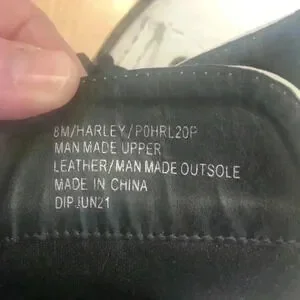 8M/HARLEY/P0HRL20P
MAN MADE UPPER
LEATHER/MAN MADE OUTSOLE
MADE IN CHINA
DIPJUN21